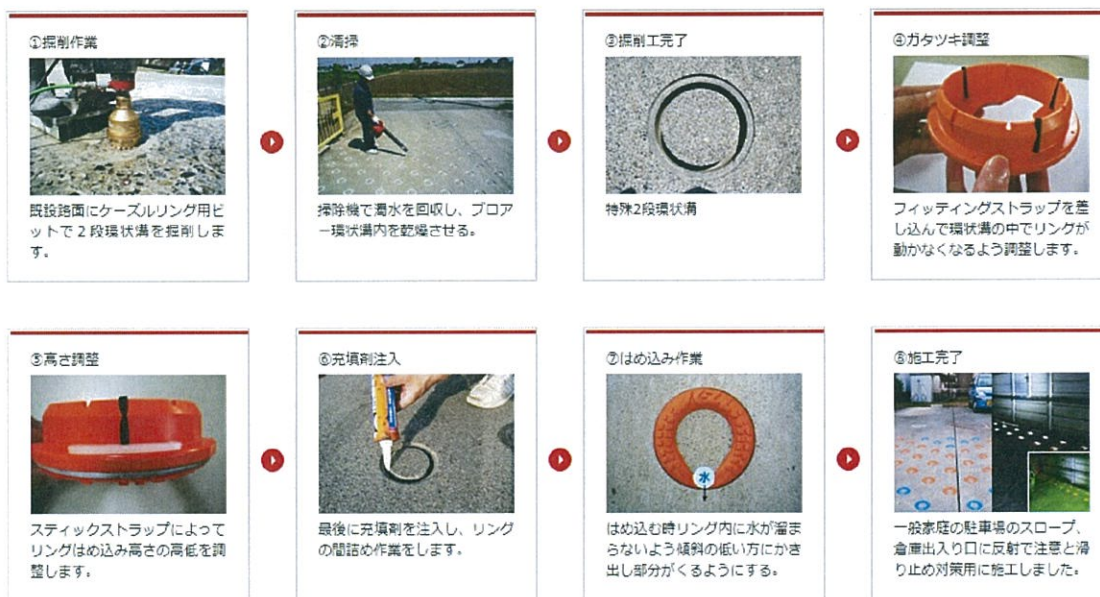 ①掘削作業
既設路面にケーズルリング用ビ
ットで2段環状溝を掘削しま
す。
②清掃
掃除機で濁水を回収し、ブロア
ー環状溝内を乾燥させる。
③掘削工完了
特殊2段環状溝
④ガタツキ調整
フィッティングストラップを差
し込んで環状溝の中でリングが
動かなくなるよう調整します。
⑤高さ調整
スティックストラップによって
リングはめ込み高さの高低を調
整します。
⑥充填剤注入
最後に充填剤を注入し、リング
の間詰め作業をします。
⑦はめ込み作業
水
はめ込む時リング内に水が溜ま
らないよう傾斜の低い方にかき
出し部分がくるようにする。
⑧施工完了
一般家庭の駐車場のスロープ、
倉庫出入り口に反射で注意と滑
り止め対策用に施工しました。